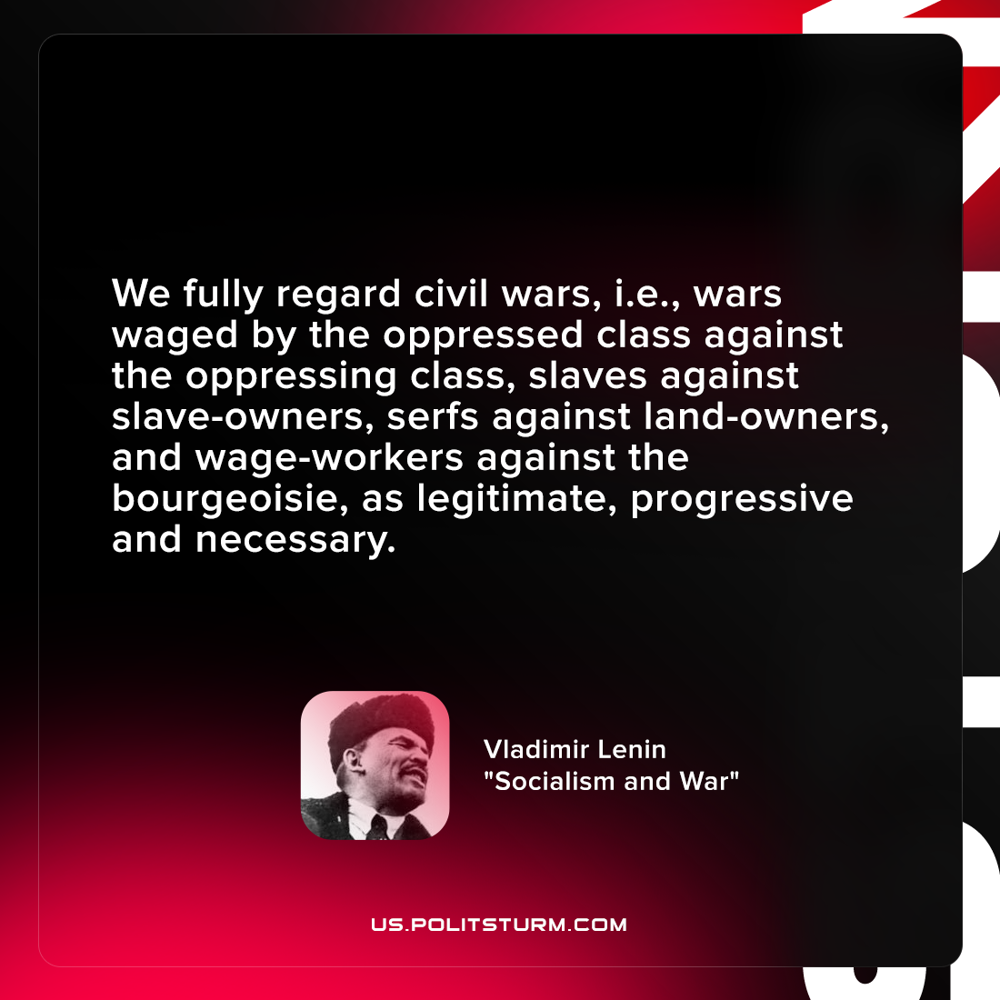 We fully regard civil wars, i.e., wars
waged by the oppressed class against
the oppressing class, slaves against
slave-owners, serfs against land-owners,
and wage-workers against the
bourgeoisie, as legitimate, progressive
and necessary.
Vladimir Lenin
"Socialism and War"
US.POLITSTURM.COM